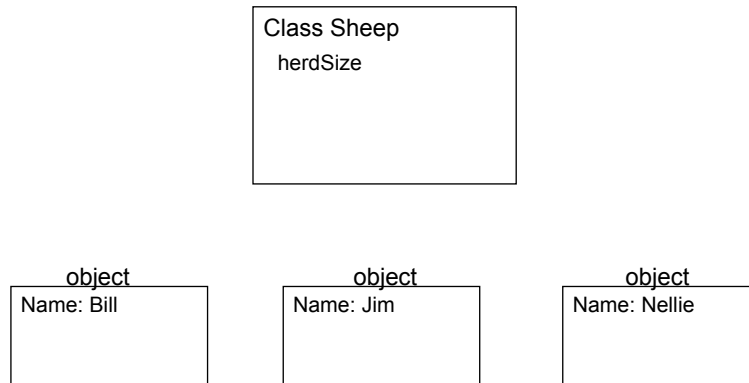 Class Sheep
herdSize
object
object
object
Name: Bill
Name: Jim
Name: Nellie